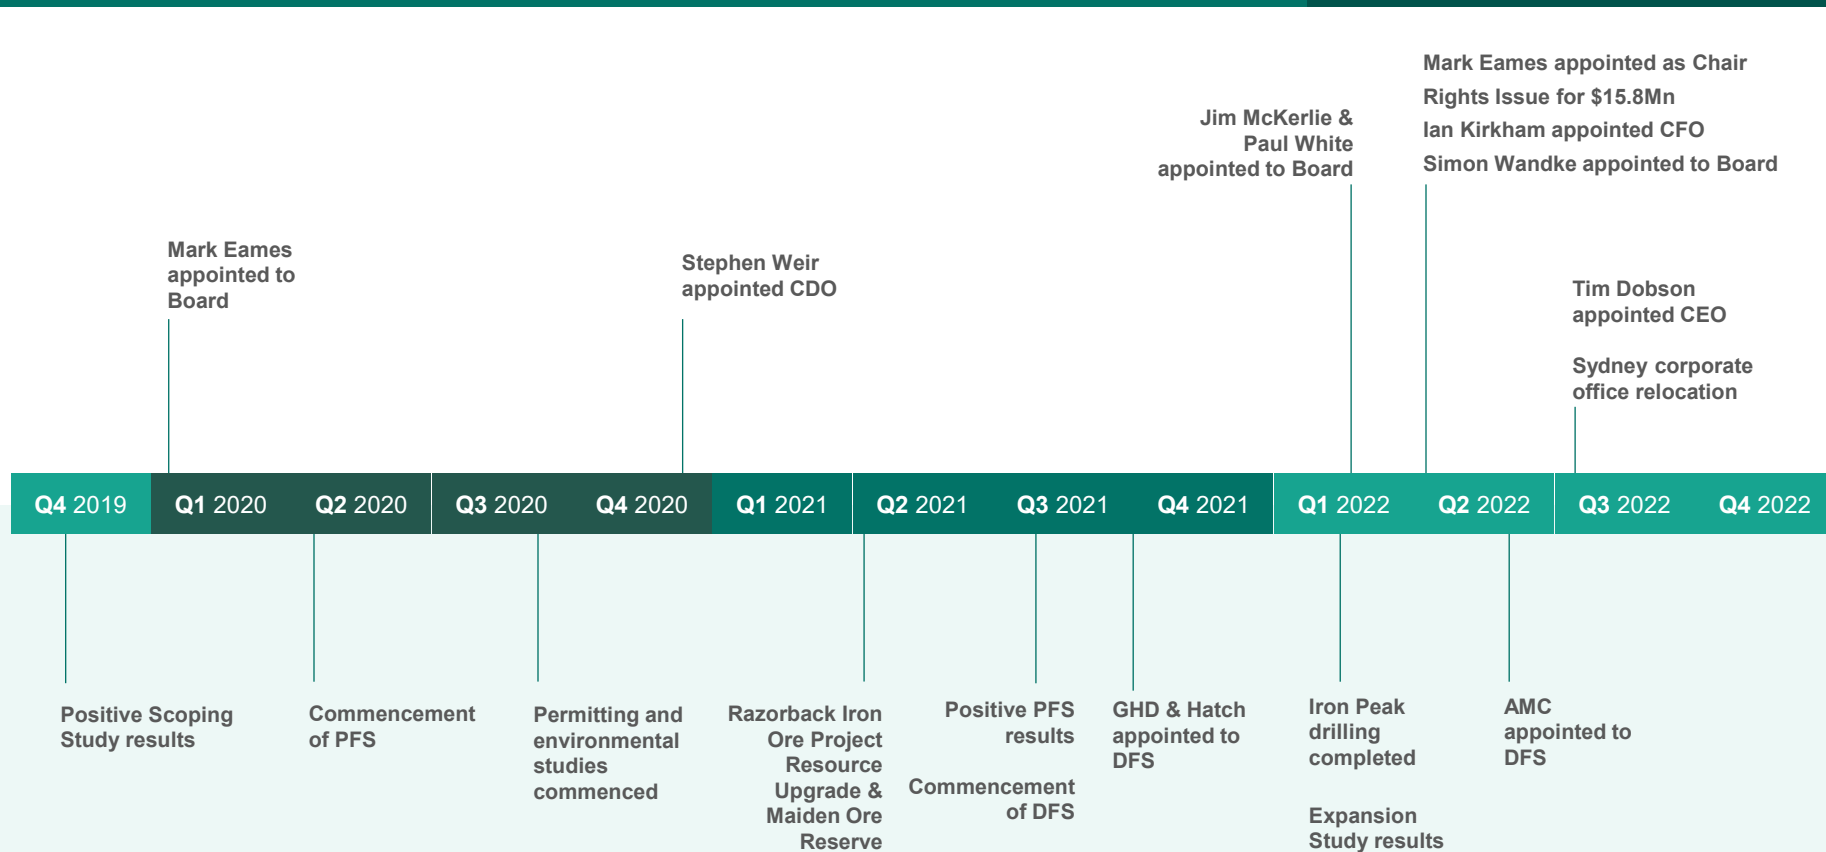 Mark Eames appointed as Chair
Rights Issue for $15.8Mn
Ian Kirkham appointed CFO
Simon Wandke appointed to Board
Jim McKerlie &
Paul White
appointed to Board
Mark Eames
appointed to
Board
Stephen Weir
appointed CDO
Tim Dobson
appointed CEO
Sydney corporate
office relocation
Q4 2019
Q1 2020
Q2 2020
Q3 2020
Q4 2020
Q1 2021
Q2 2021
Q3 2021
Q4 2021
Q1 2022
Q2 2022
Q3 2022
Q4 2022
Positive Scoping
Study results
Commencement
of PFS
Permitting and
environmental
studies
commenced
Razorback Iron
Ore Project
Resource
Upgrade &
Maiden Ore
Reserve
Positive PFS
results
Commencement
of DFS
GHD & Hatch
appointed to
DFS
Iron Peak
drilling
completed
Expansion
Study results
AMC
appointed to
DFS